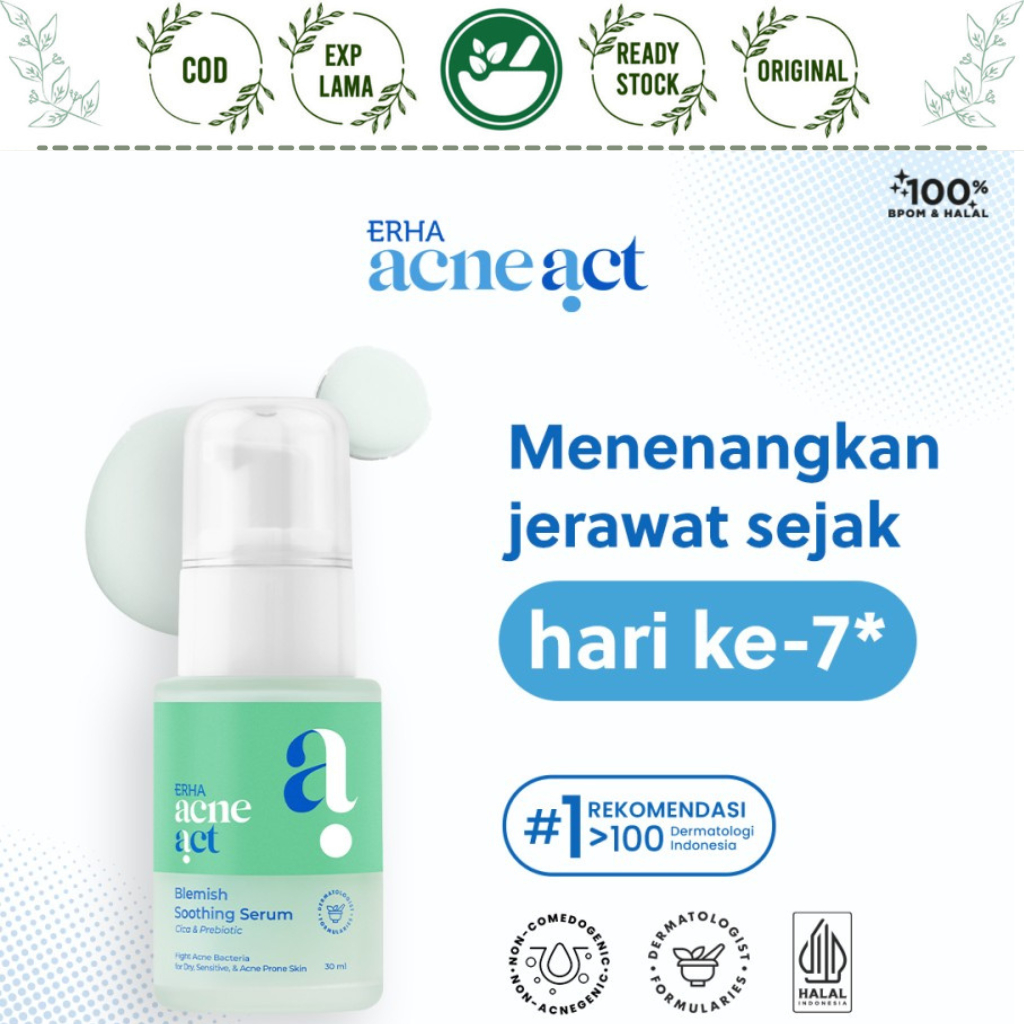 COD
EXP
LAMA
READY
STOCK
ORIGINAL
100%
BPOM & HALAL
ERHA
acne act
Menenangkan
jerawat sejak
hari ke-7*
#1 REKOMENDASI
>100 Dermatologi
Indonesia
a
ERHA
acne
act
Blemish
Soothing Serum
Cica & Prebiotic
Fight Acne Bacteria
for Dry, Sensitive, & Acne Prone Skin
30 ml
DERMATOLOGIST FORMULARIES
NON-COMEDOGENIC
NON-ACNEGENIC
DERMATOLOGIST
FORMULARIES
HALAL
INDONESIA